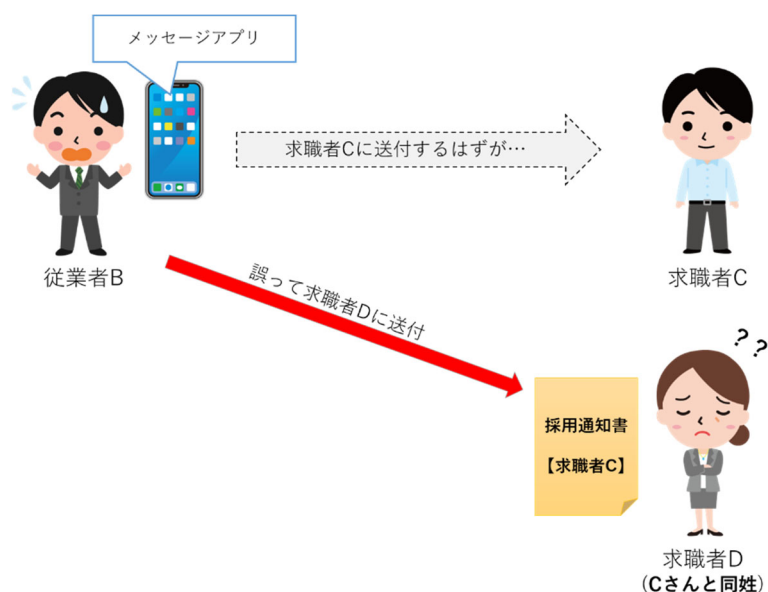 メッセージアプリ
求職者Cに送付するはずが…
従業者B
求職者C
誤って求職者Dに送付
??
採用通知書
【求職者C】
求職者D
(Cさんと同姓)